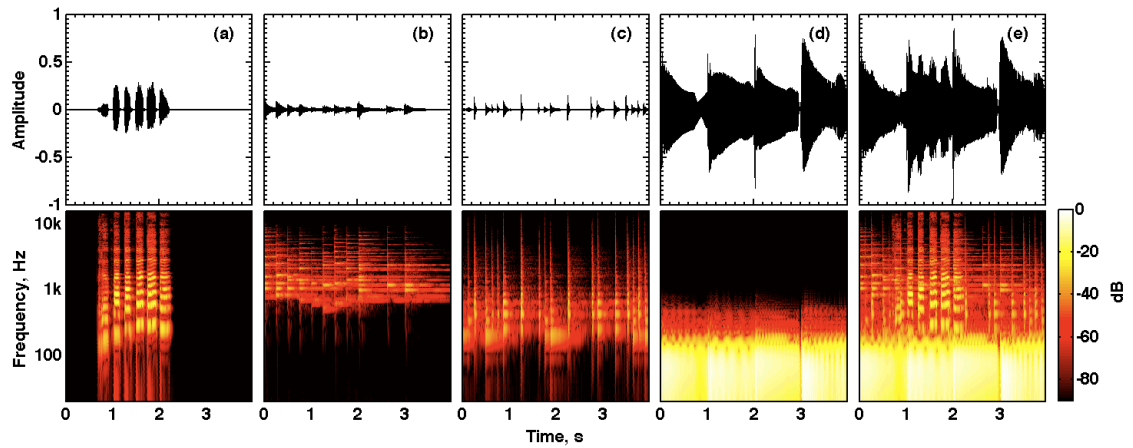 1
0.5
0
-0.5
-1
Amplitude
(a)
(b)
(c)
(d)
(e)
10k
1k
100
Frequency, Hz
0
-20
-40
-60
-80
dB
0 1 2 3
0 1 2 3
0 1 2 3
0 1 2 3
0 1 2 3
Time, s